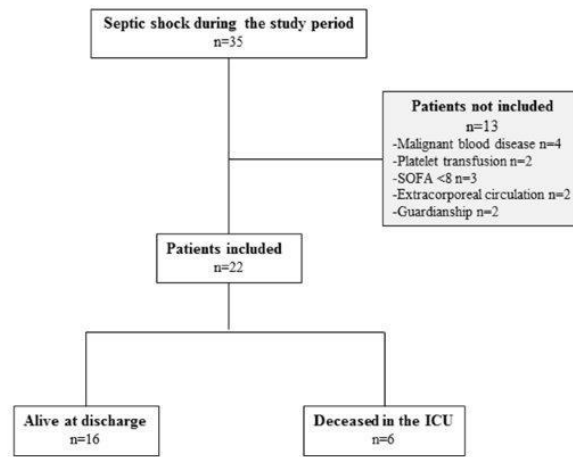 Septic shock during the study period
n=35
Patients not included
n=13
-Malignant blood disease n=4
-Platelet transfusion n=2
-SOFA <8 n=3
-Extracorporeal circulation n=2
-Guardianship n=2
Patients included
n=22
Alive at discharge
n=16
Deceased in the ICU
n=6